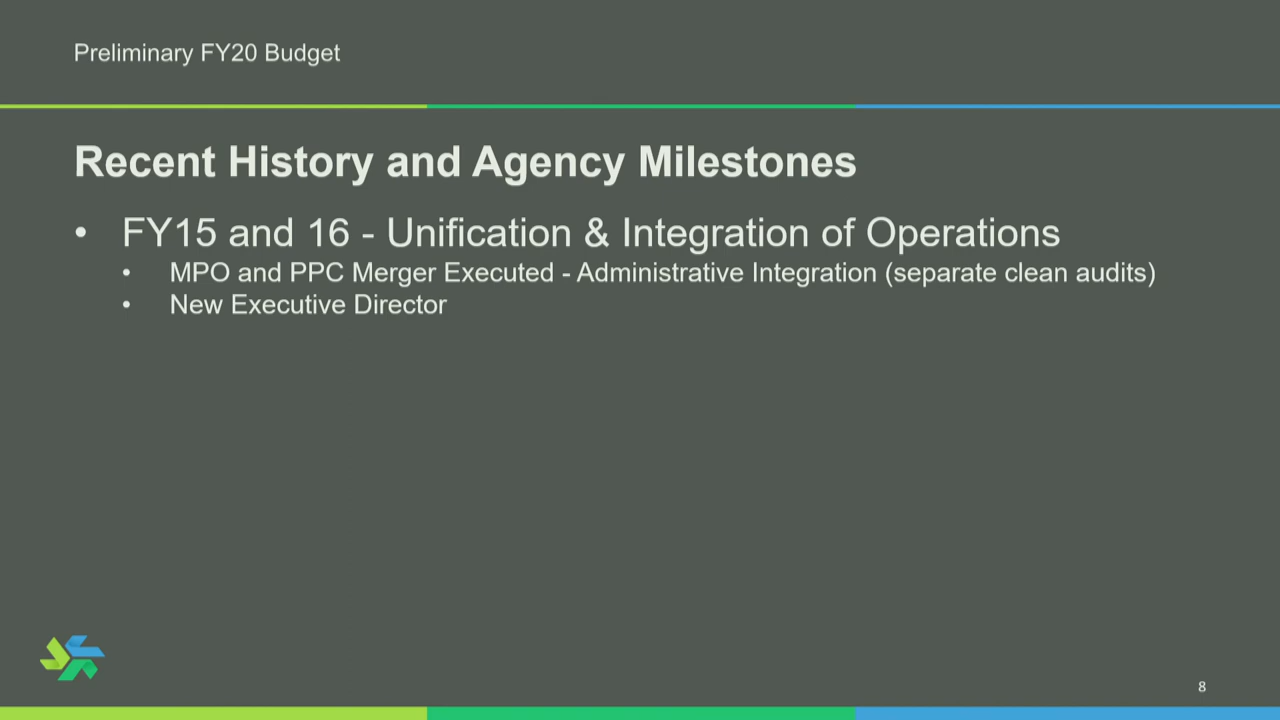 Preliminary FY20 Budget
Recent History and Agency Milestones
• FY15 and 16 - Unification & Integration of Operations
• MPO and PPC Merger Executed - Administrative Integration (separate clean audits)
• New Executive Director
8